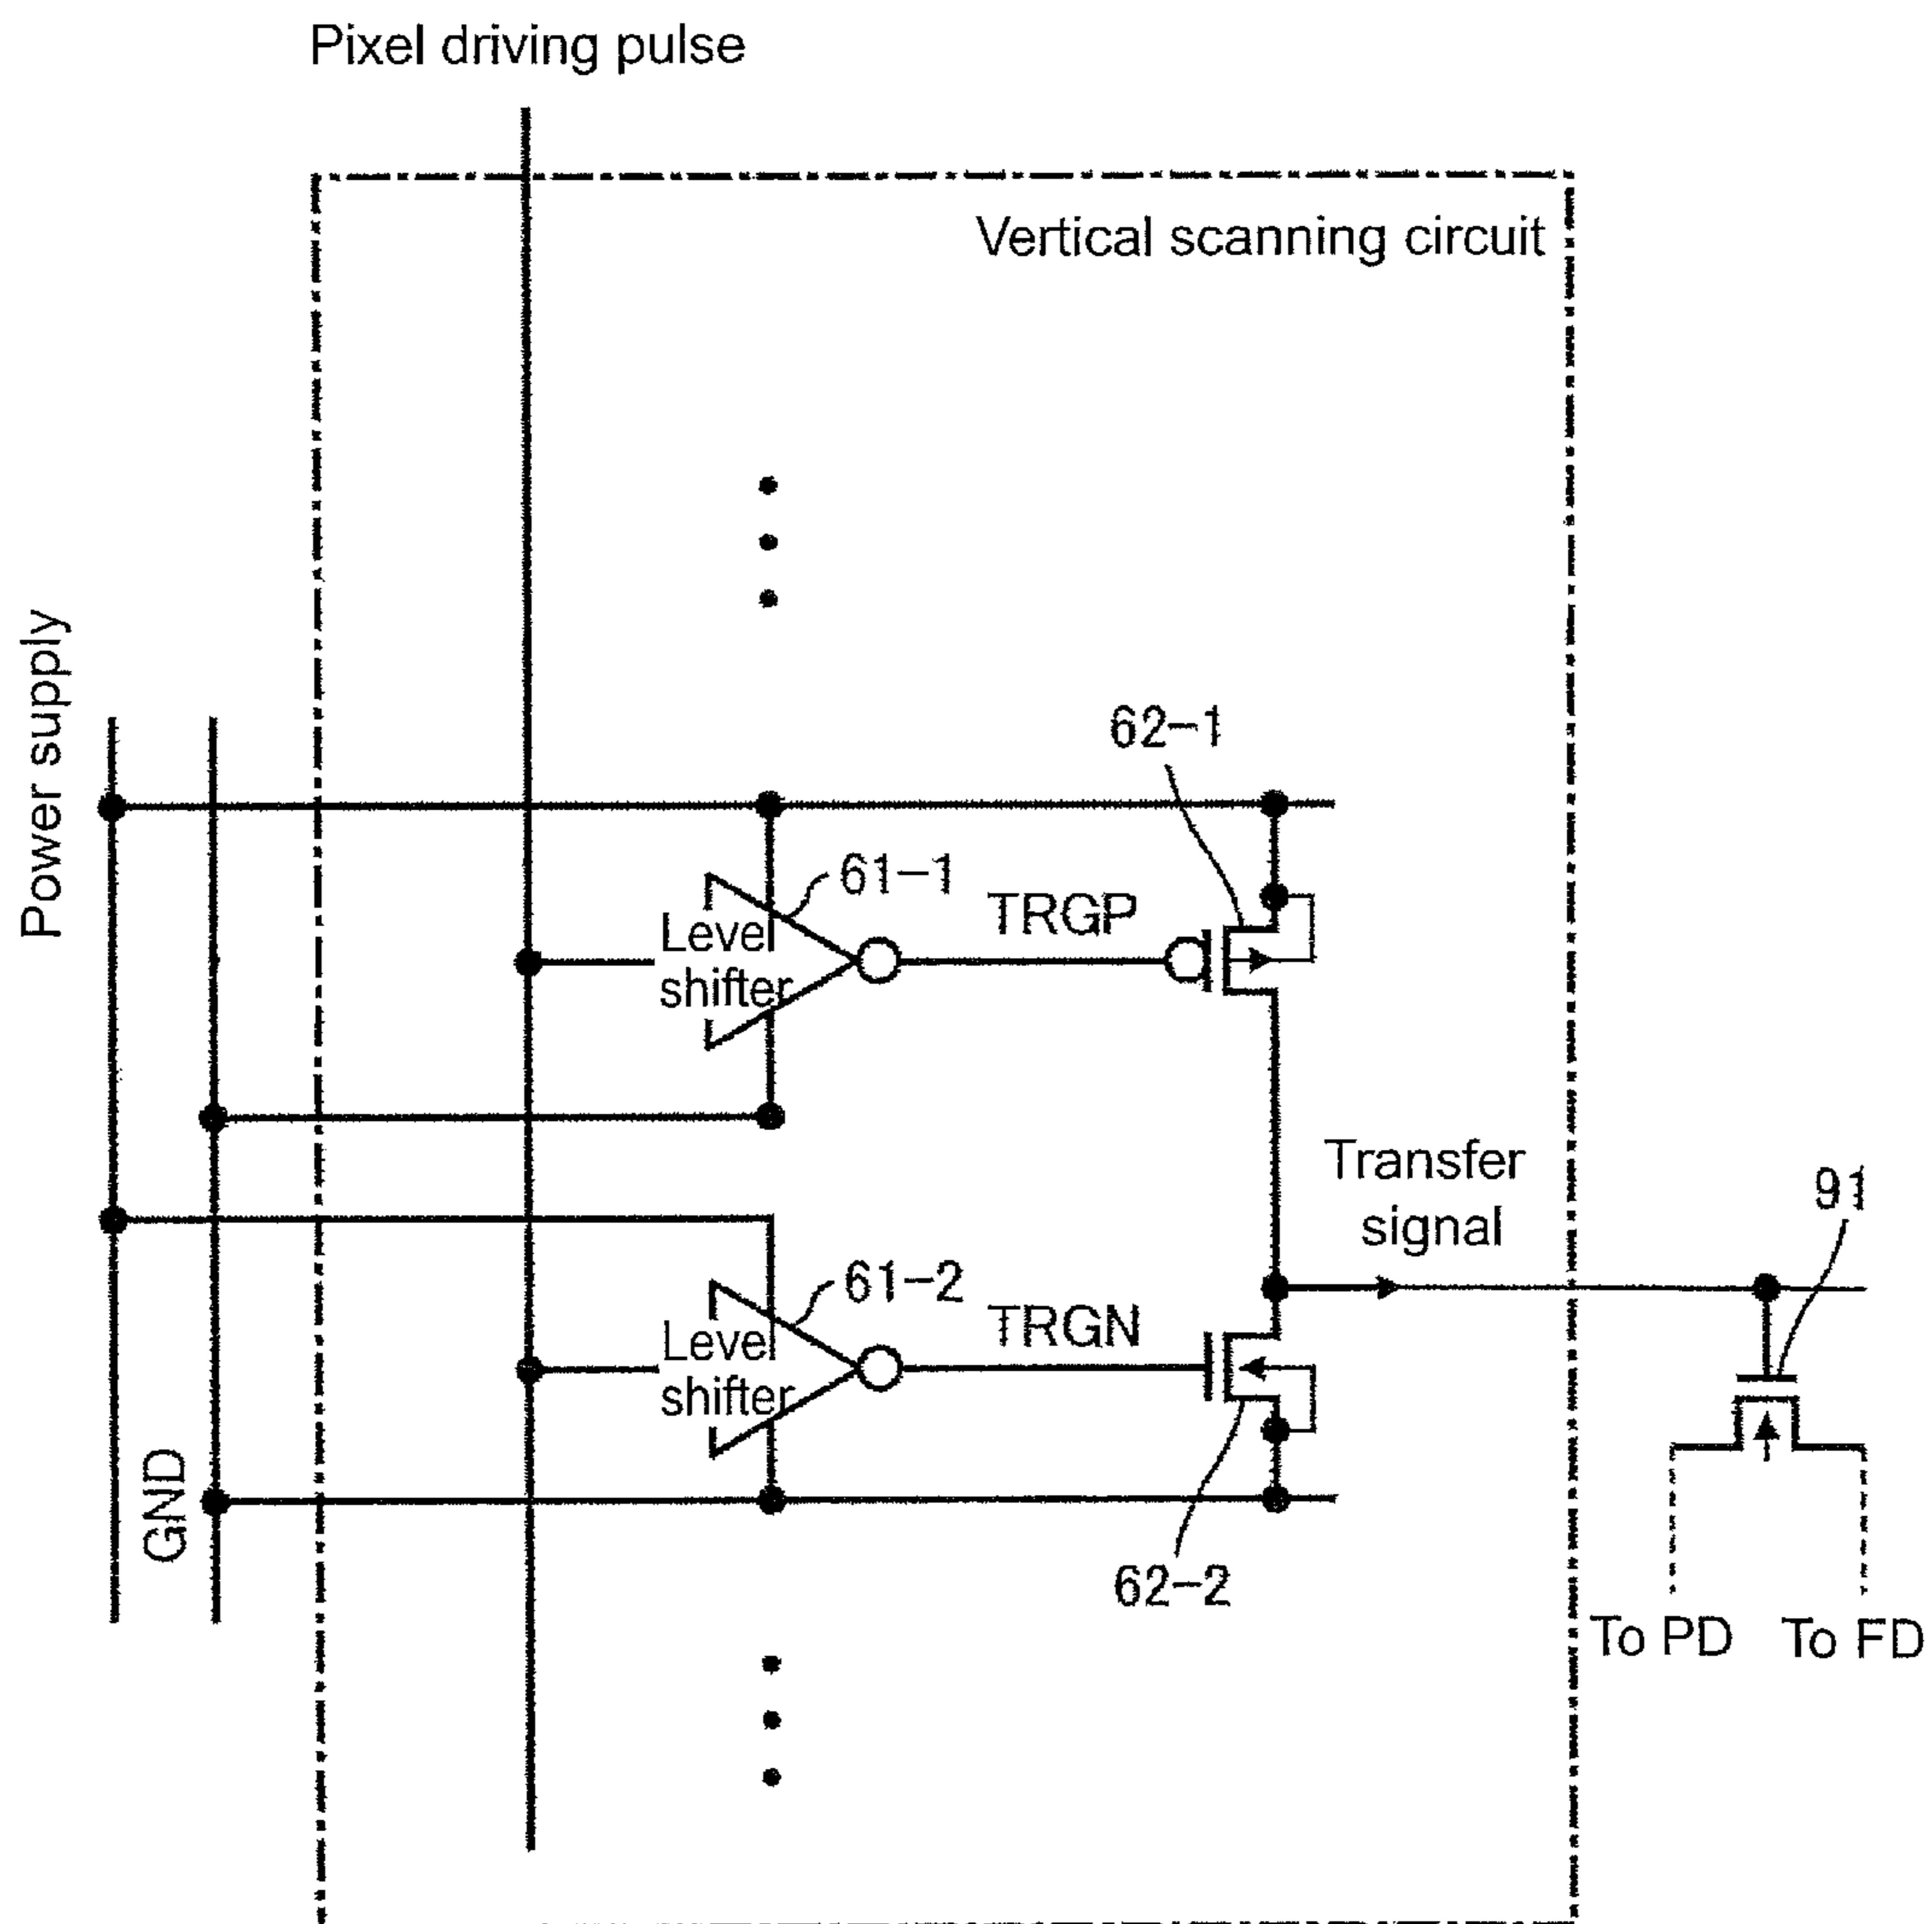 Pixel driving pulse
Vertical scanning circuit
Power supply
62-1
61-1
TRGP
Level
shifter
Transfer
signal
91
61-2
TRGN
Level
shifter
GND
62-2
To PD
To FD